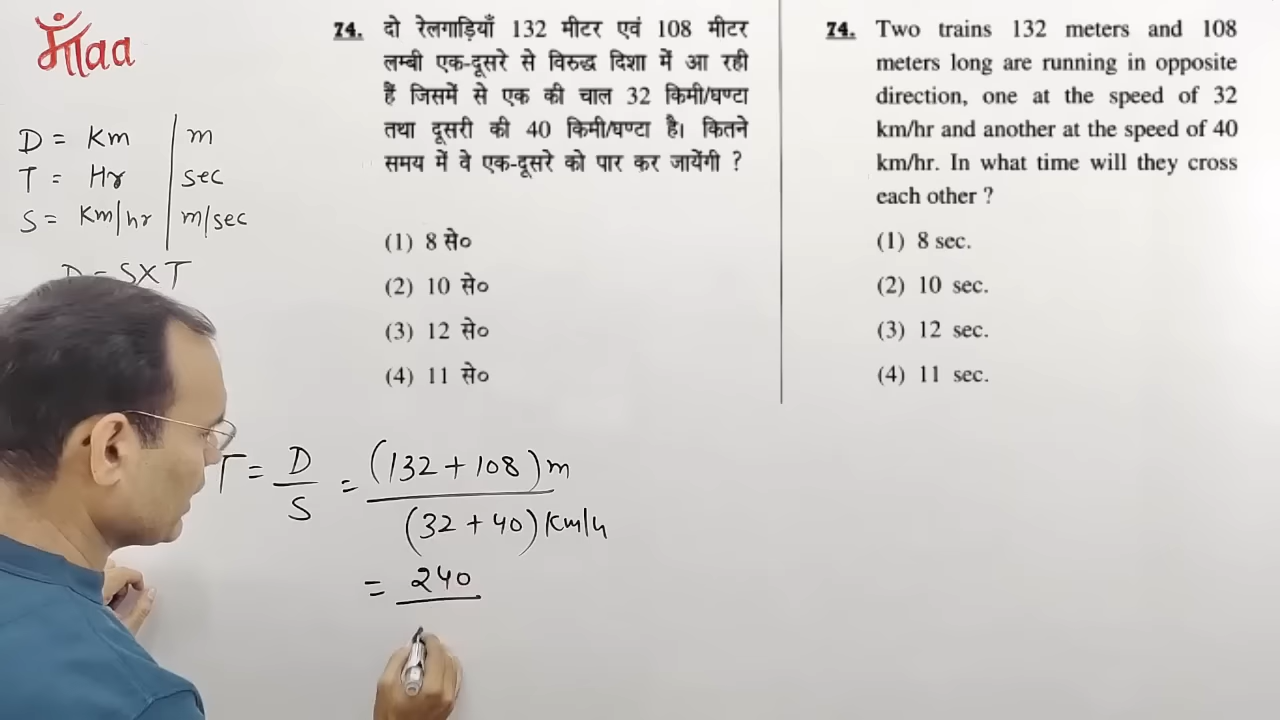 माँaa
D = Km | m
T = Hr | sec
S = Km/hr | m/sec
D = S×T
74. दो रेलगाड़ियाँ 132 मीटर एवं 108 मीटर
लम्बी एक-दूसरे से विरुद्ध दिशा में आ रही
हैं जिसमें से एक की चाल 32 किमी/घण्टा
तथा दूसरी की 40 किमी/घण्टा है। कितने
समय में वे एक-दूसरे को पार कर जायेंगी ?
(1) 8 से०
(2) 10 से०
(3) 12 से०
(4) 11 से०
74. Two trains 132 meters and 108
meters long are running in opposite
direction, one at the speed of 32
km/hr and another at the speed of 40
km/hr. In what time will they cross
each other ?
(1) 8 sec.
(2) 10 sec.
(3) 12 sec.
(4) 11 sec.
T = D = (132 + 108) m
S (32 + 40) Km/h
= 240